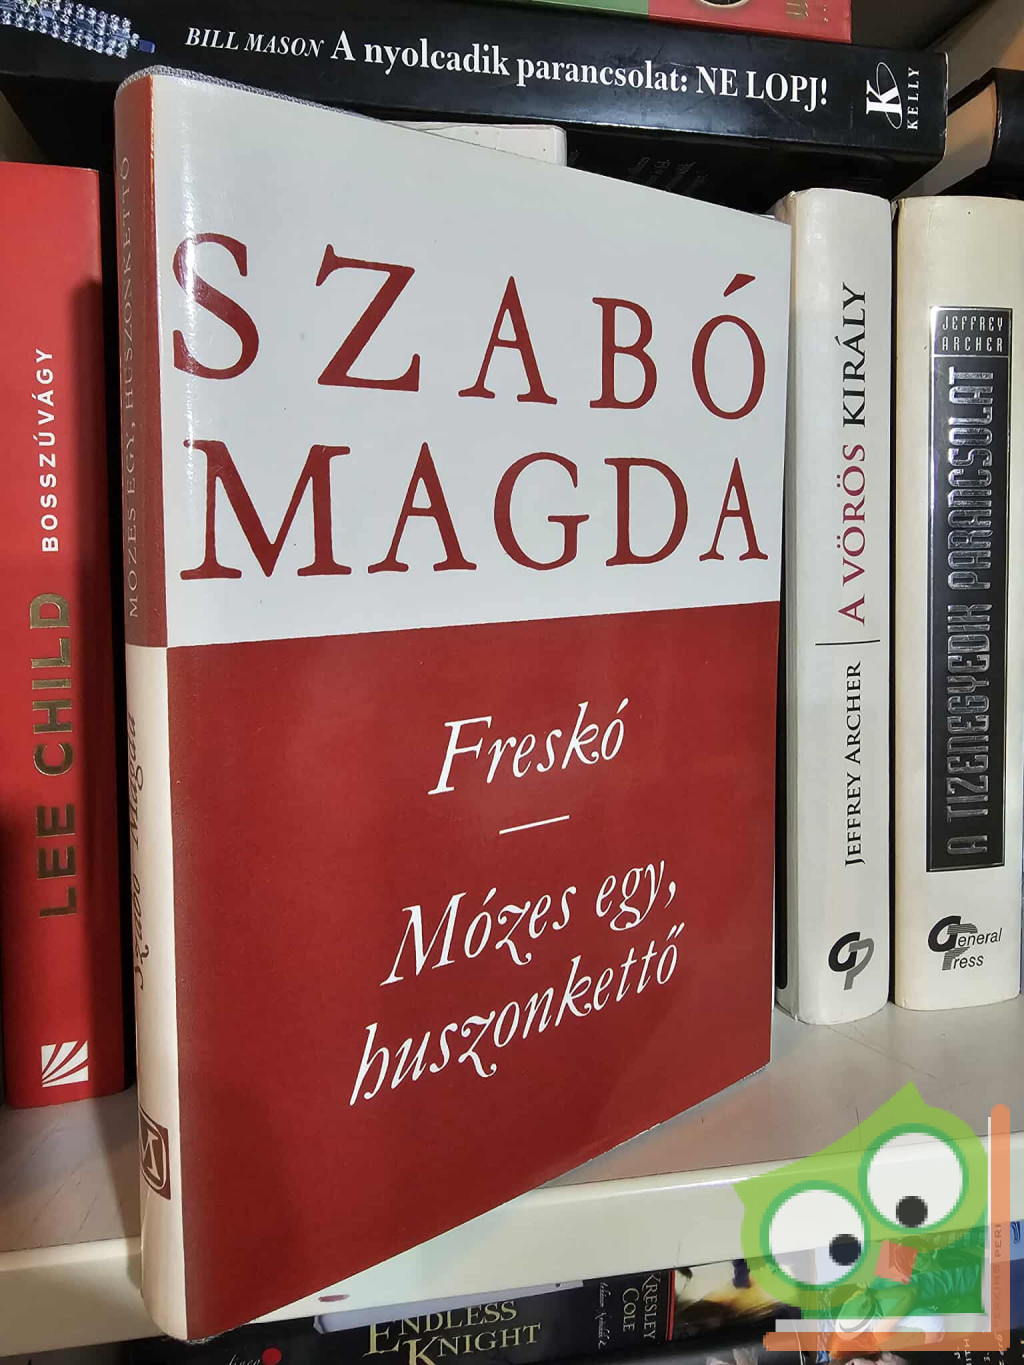 BILL MASON A nyolcadik parancsolat: NE LOPJ!
K
KELLY
LEE CHILD BOSSZÚVÁGY
MÓZES EGY, HUSZONKETTŐ
Szabó Magda
M
SZABÓ
MAGDA
Freskó
Mózes egy,
huszonkettő
JEFFREY ARCHER A VÖRÖS KIRÁLY
GP
JEFFREY
ARCHER
A TIZENEGYEDIK PARANCSOLAT
General
Press
ENDLESS
KNIGHT
KRESLEY
COLE